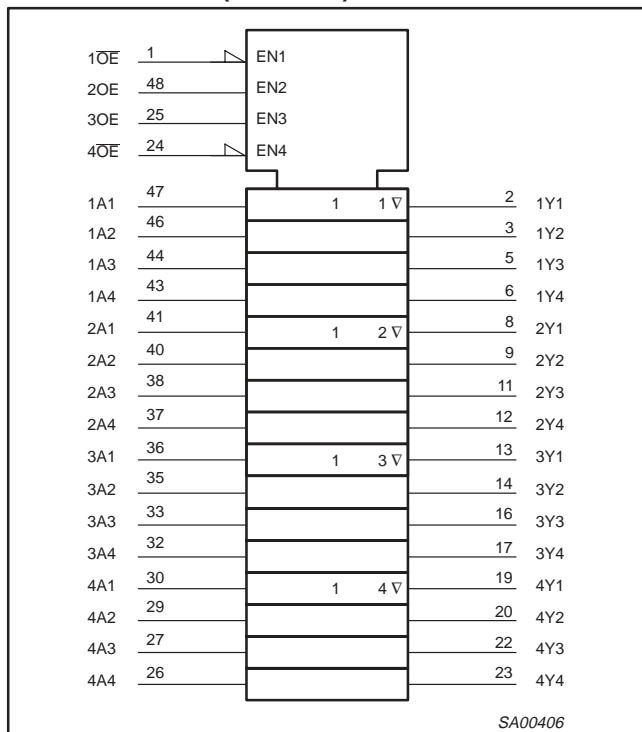 1O̅E̅ 1 EN1
2OE 48 EN2
3OE 25 EN3
4O̅E̅ 24 EN4
1A1 47 1 1 ∇ 2 1Y1
1A2 46 3 1Y2
1A3 44 5 1Y3
1A4 43 6 1Y4
2A1 41 1 2 ∇ 8 2Y1
2A2 40 9 2Y2
2A3 38 11 2Y3
2A4 37 12 2Y4
3A1 36 1 3 ∇ 13 3Y1
3A2 35 14 3Y2
3A3 33 16 3Y3
3A4 32 17 3Y4
4A1 30 1 4 ∇ 19 4Y1
4A2 29 20 4Y2
4A3 27 22 4Y3
4A4 26 23 4Y4
SA00406